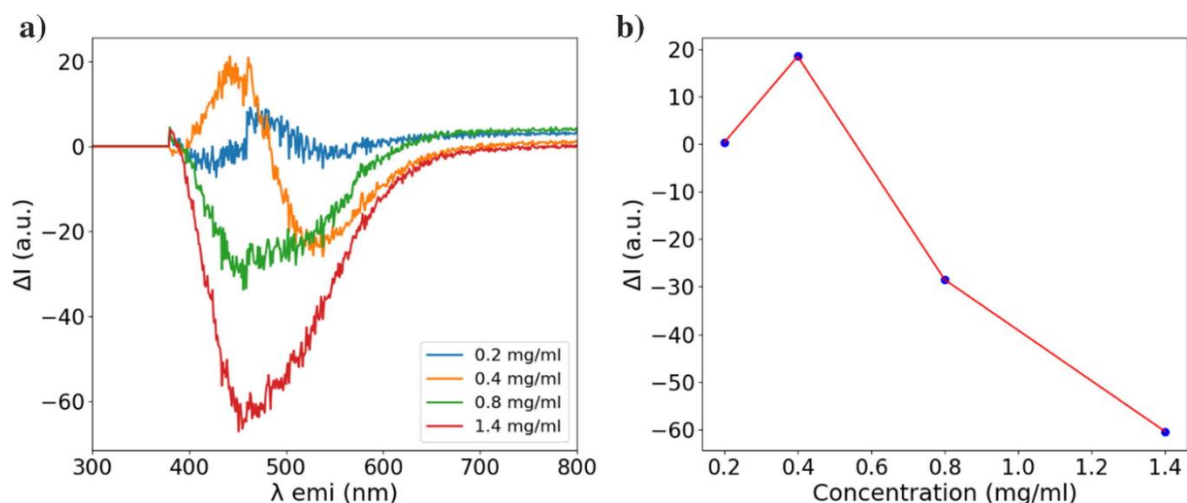 a)
ΔI (a.u.)
20
0
−20
−40
−60
300 400 500 600 700 800
λ emi (nm)
0.2 mg/ml
0.4 mg/ml
0.8 mg/ml
1.4 mg/ml
b)
ΔI (a.u.)
20
10
0
−10
−20
−30
−40
−50
−60
0.2 0.4 0.6 0.8 1.0 1.2 1.4
Concentration (mg/ml)